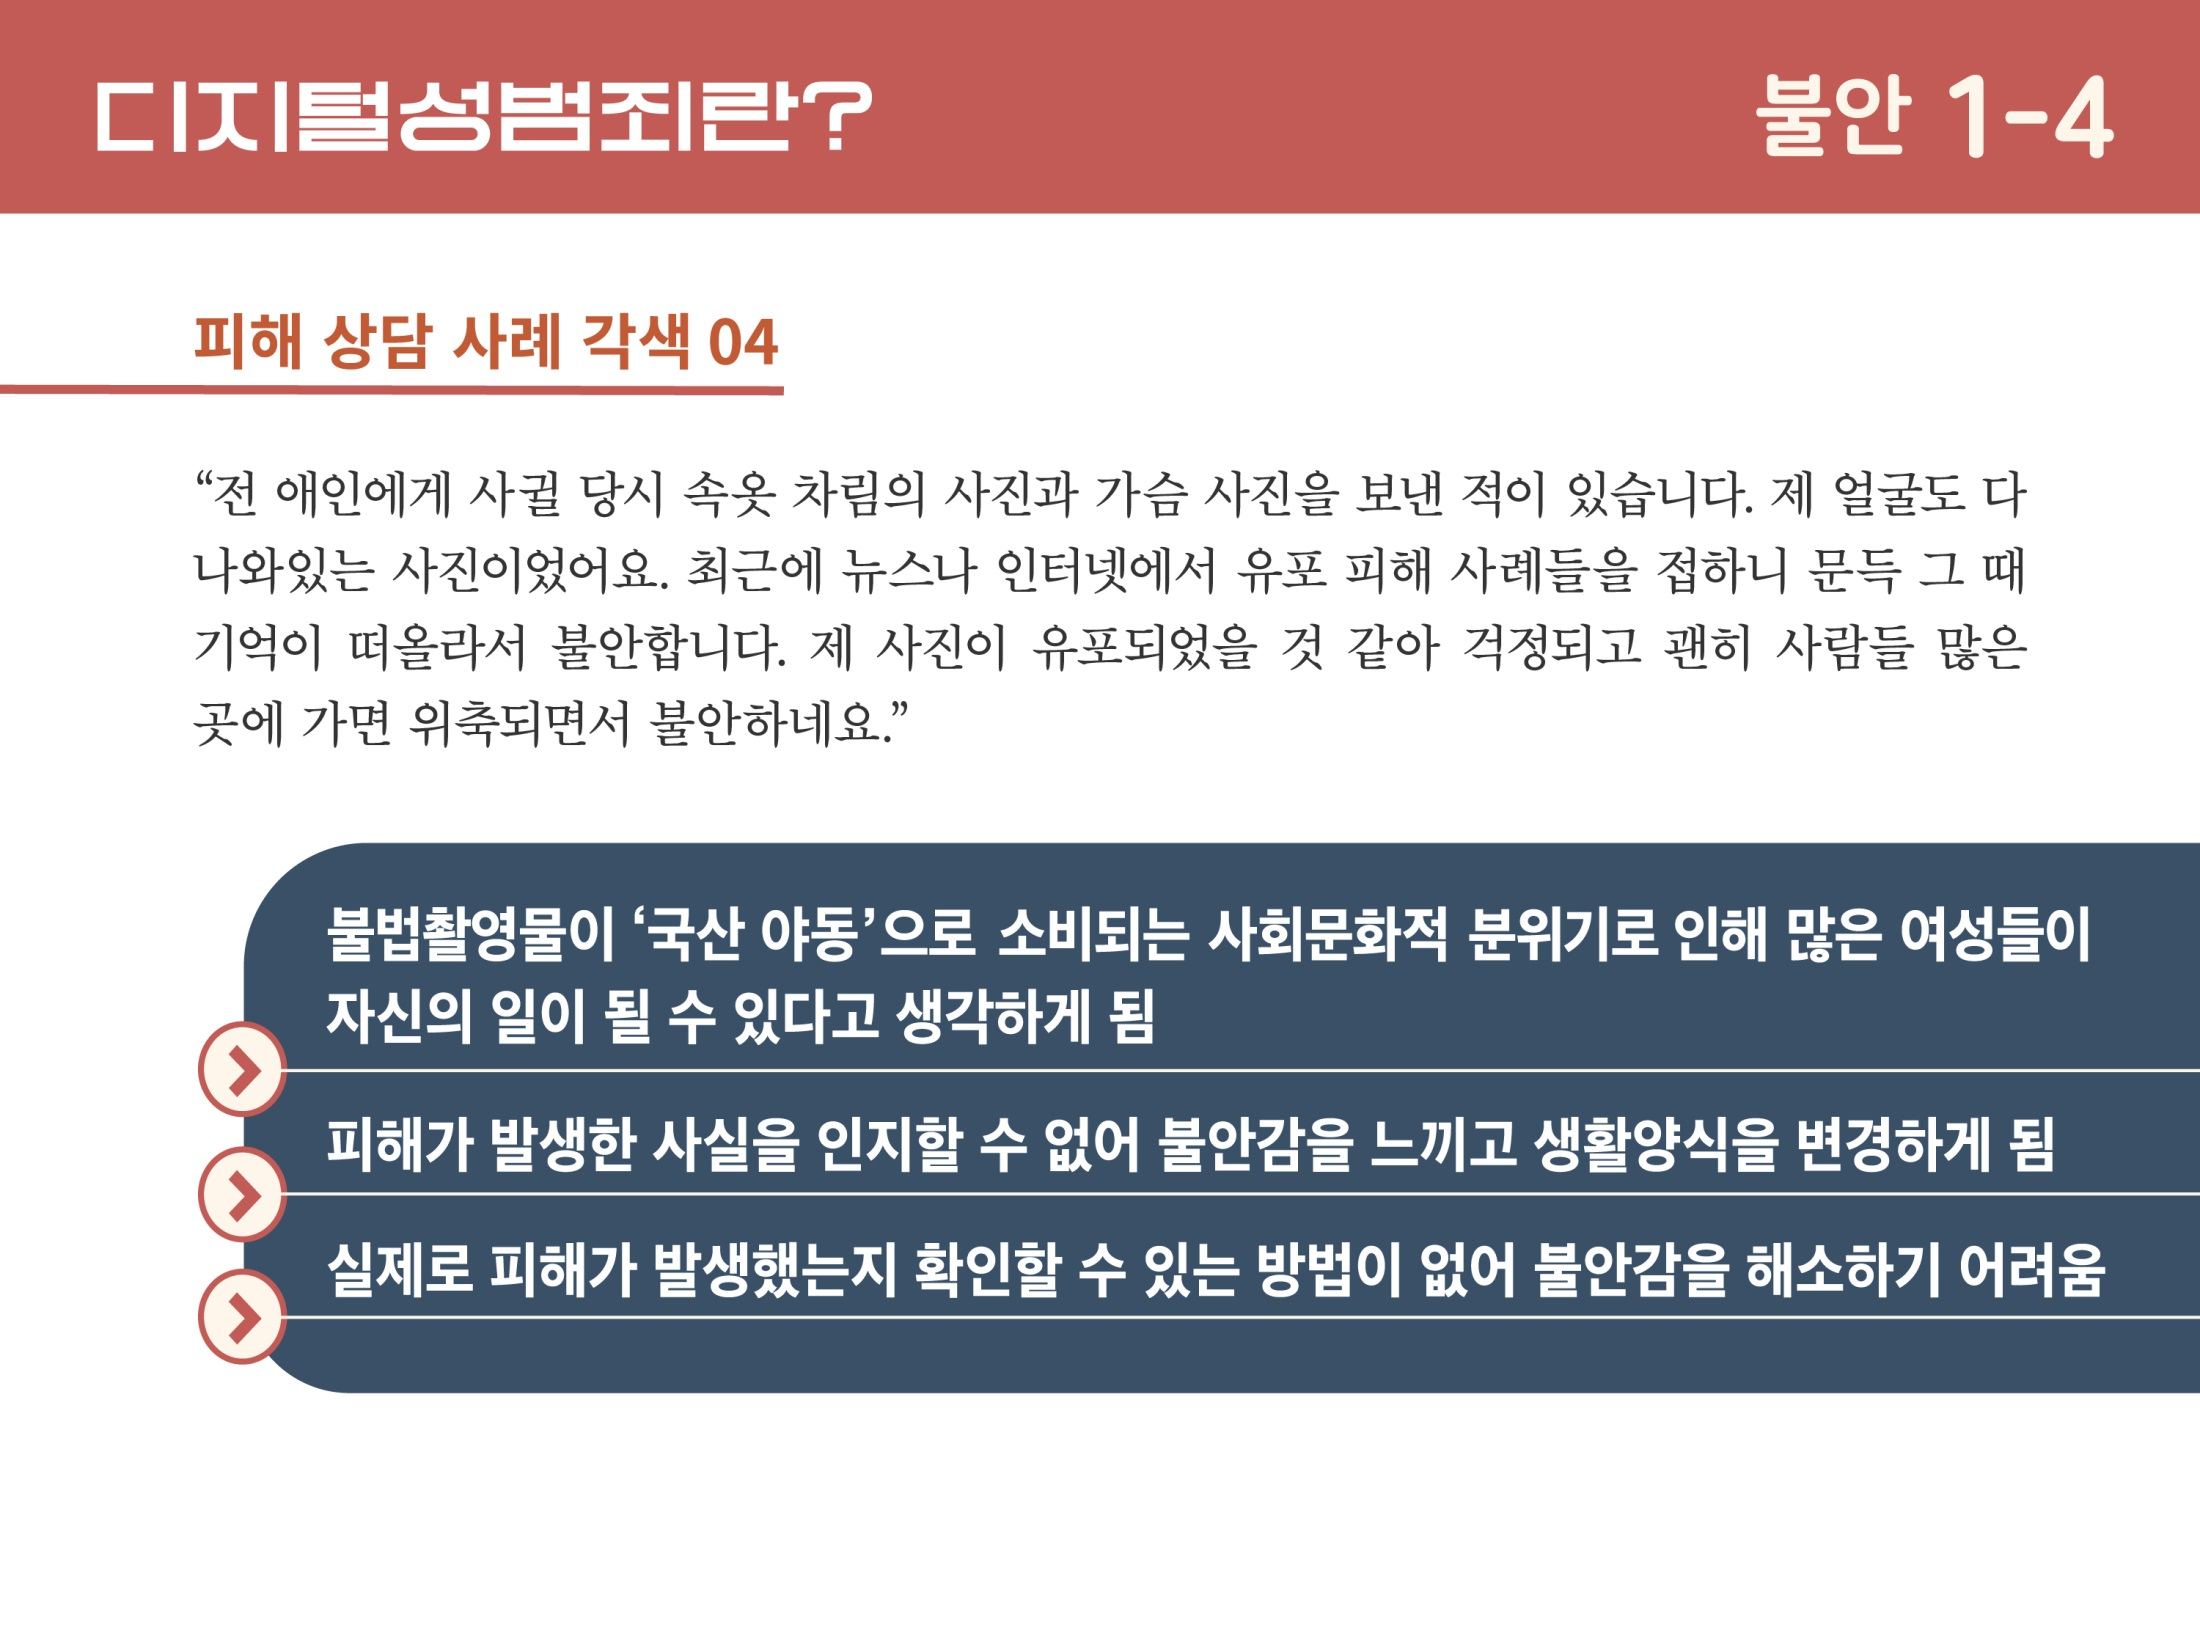 디지털성범죄란?
불안 1-4
피해 상담 사례 각색 04
“전 애인에게 사귈 당시 속옷 차림의 사진과 가슴 사진을 보낸 적이 있습니다. 제 얼굴도 다
나와있는 사진이었어요. 최근에 뉴스나 인터넷에서 유포 피해 사례들을 접하니 문득 그 때
기억이 떠올라서 불안합니다. 제 사진이 유포되었을 것 같아 걱정되고 괜히 사람들 많은
곳에 가면 위축되면서 불안하네요.”
불법촬영물이 ‘국산 야동’으로 소비되는 사회문화적 분위기로 인해 많은 여성들이
자신의 일이 될 수 있다고 생각하게 됨
피해가 발생한 사실을 인지할 수 없어 불안감을 느끼고 생활양식을 변경하게 됨
실제로 피해가 발생했는지 확인할 수 있는 방법이 없어 불안감을 해소하기 어려움